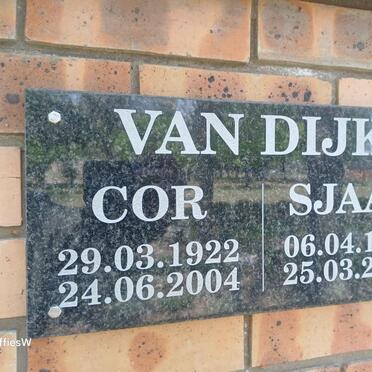 VAN DIJK
COR
29.03.1922
24.06.2004
SJAA
06.04.1
25.03.2
ffiesW